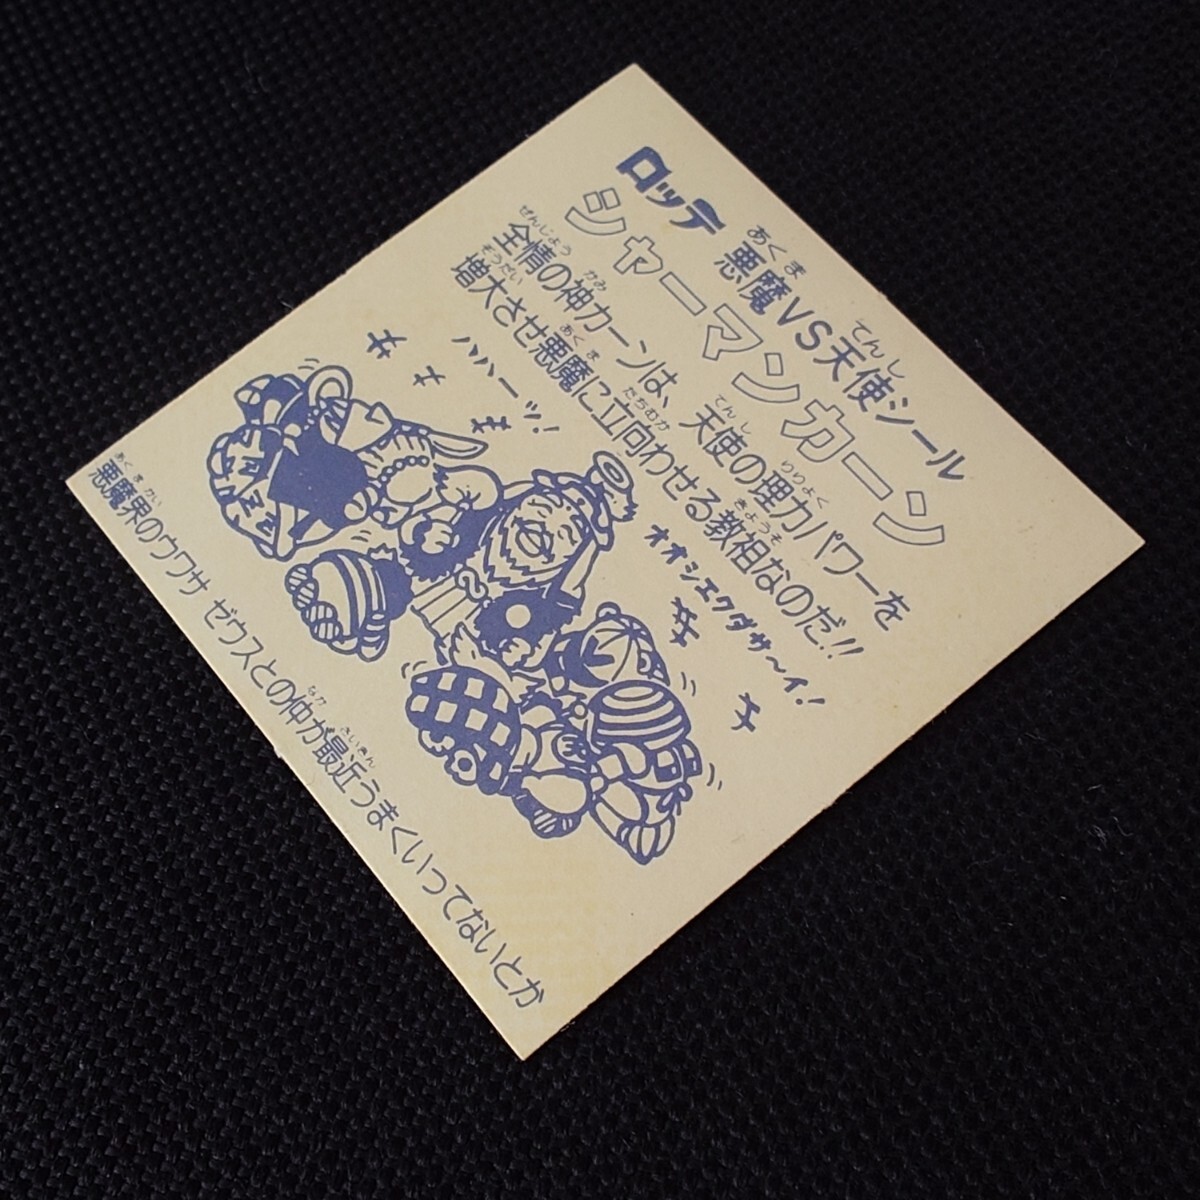 ロッテ 悪魔VS天使シール
シャーマンカーン
全情の神カーンは、天使の理力パワーを
増大させ悪魔に立向わせる教祖なのだ!!
ハハーッ!
オオシエクダサ〜イ!
悪魔界のウワサ ゼウスとの仲が最近うまくいってないとか